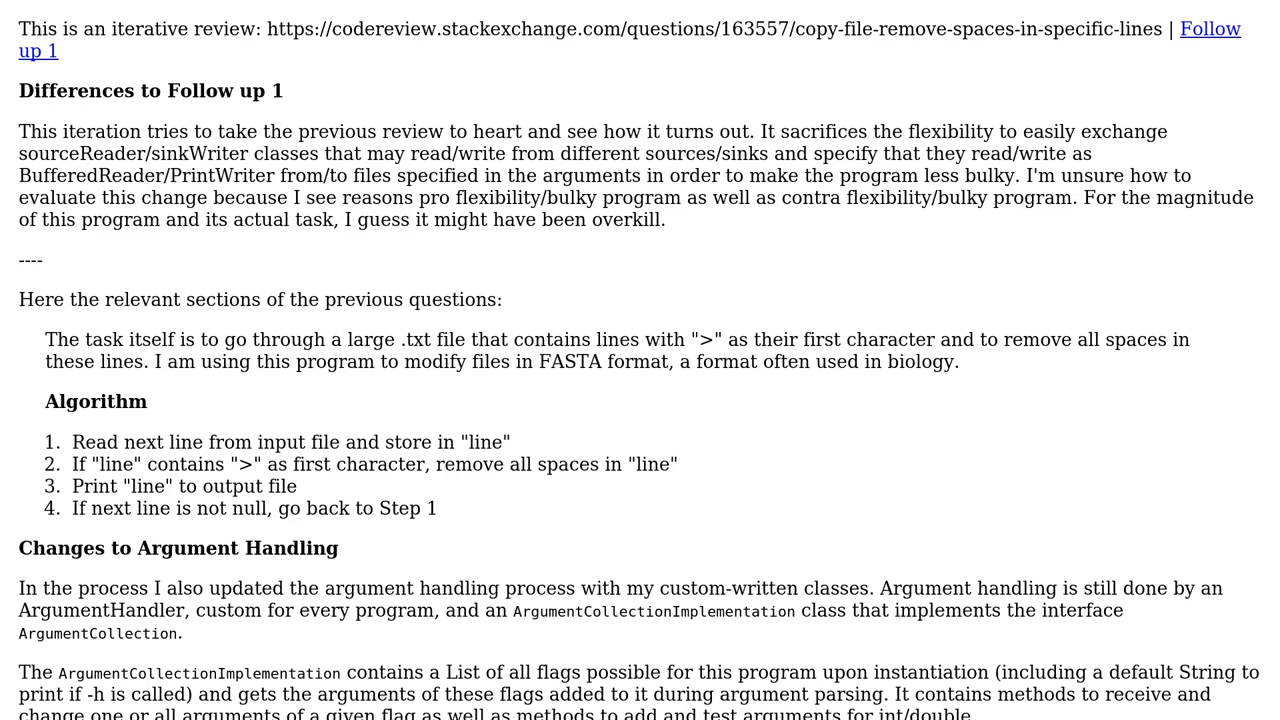 This is an iterative review: https://codereview.stackexchange.com/questions/163557/copy-file-remove-spaces-in-specific-lines | Follow
up 1
Differences to Follow up 1
This iteration tries to take the previous review to heart and see how it turns out. It sacrifices the flexibility to easily exchange
sourceReader/sinkWriter classes that may read/write from different sources/sinks and specify that they read/write as
BufferedReader/PrintWriter from/to files specified in the arguments in order to make the program less bulky. I'm unsure how to
evaluate this change because I see reasons pro flexibility/bulky program as well as contra flexibility/bulky program. For the magnitude
of this program and its actual task, I guess it might have been overkill.
----
Here the relevant sections of the previous questions:
The task itself is to go through a large .txt file that contains lines with ">" as their first character and to remove all spaces in
these lines. I am using this program to modify files in FASTA format, a format often used in biology.
Algorithm
1. Read next line from input file and store in "line"
2. If "line" contains ">" as first character, remove all spaces in "line"
3. Print "line" to output file
4. If next line is not null, go back to Step 1
Changes to Argument Handling
In the process I also updated the argument handling process with my custom-written classes. Argument handling is still done by an
ArgumentHandler, custom for every program, and an ArgumentCollectionImplementation class that implements the interface
ArgumentCollection.
The ArgumentCollectionImplementation contains a List of all flags possible for this program upon instantiation (including a default String to
print if -h is called) and gets the arguments of these flags added to it during argument parsing. It contains methods to receive and
change one or all arguments of a given flag as well as methods to add and test arguments for int/double.